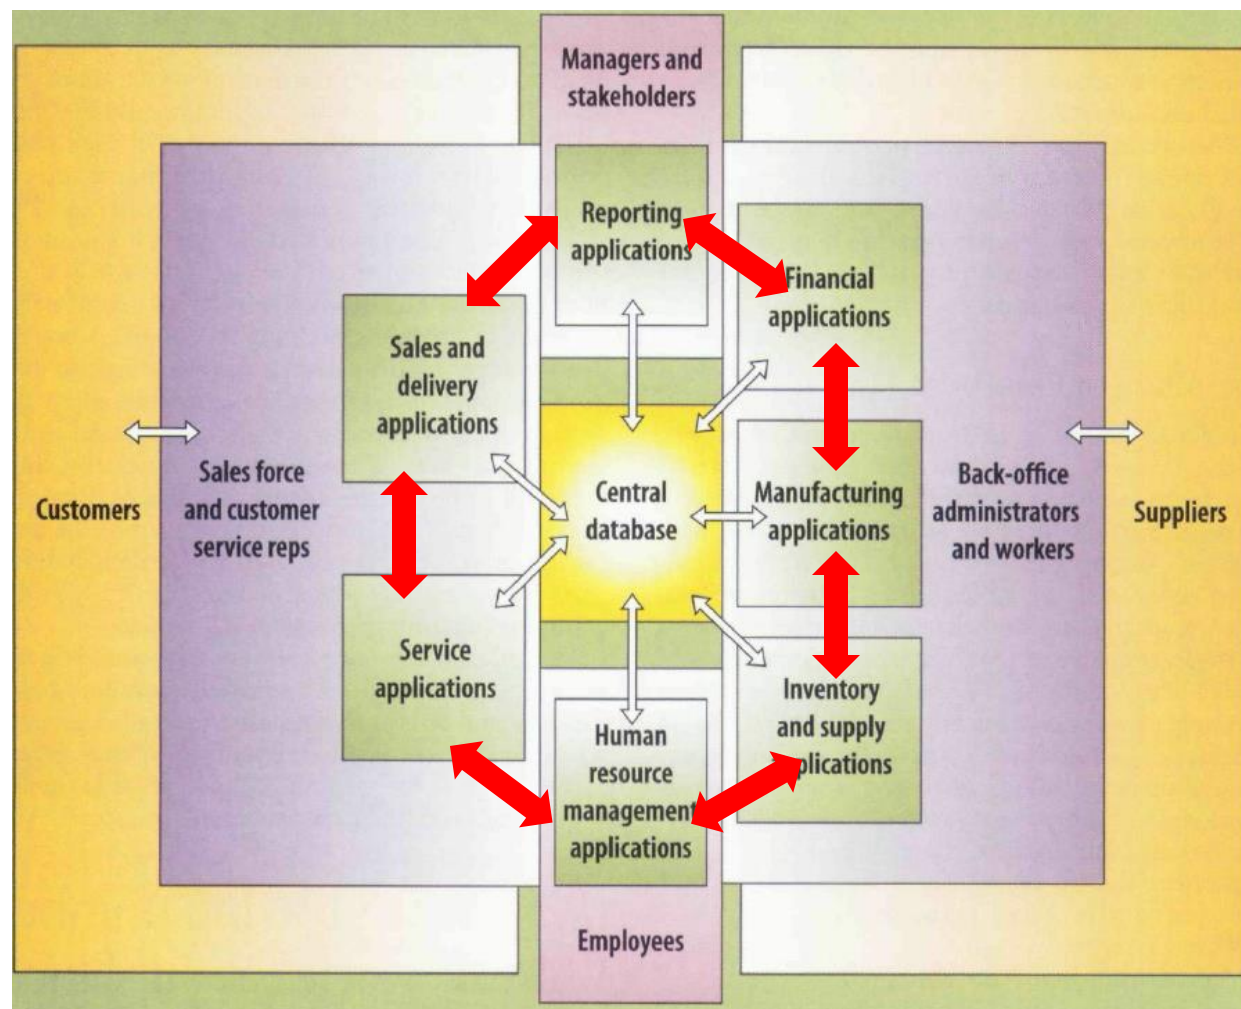 Managers and
stakeholders
Reporting
applications
Financial
applications
Sales and
delivery
applications
Customers
Sales force
and customer
service reps
Central
database
Manufacturing
applications
Back-office
administrators
and workers
Suppliers
Service
applications
Inventory
and supply
applications
Human
resource
management
applications
Employees